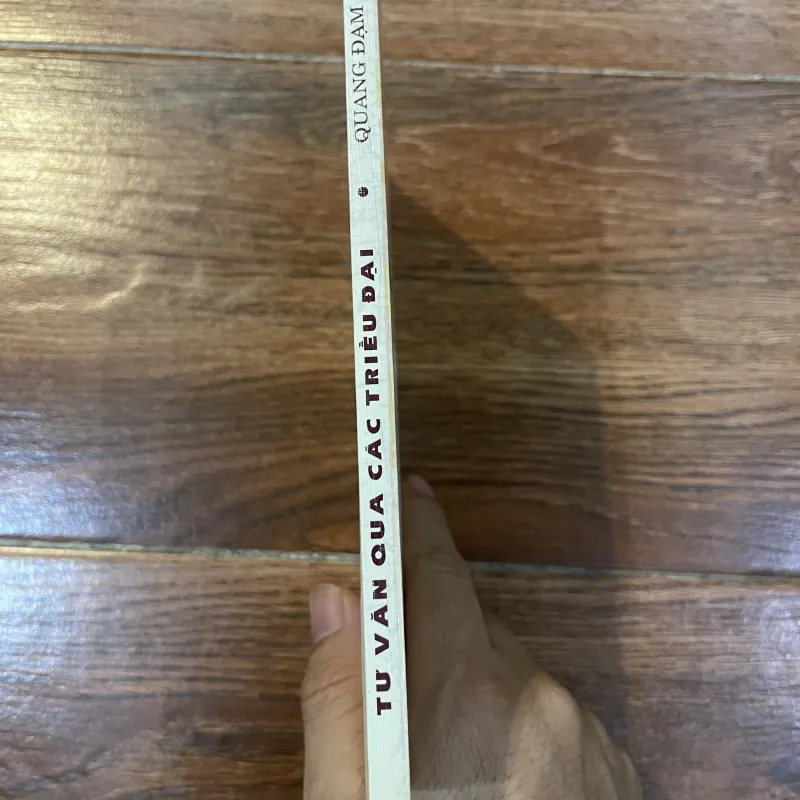 TƯ VĂN QUA CÁC TRIỀU ĐẠI • QUANG ĐẠM